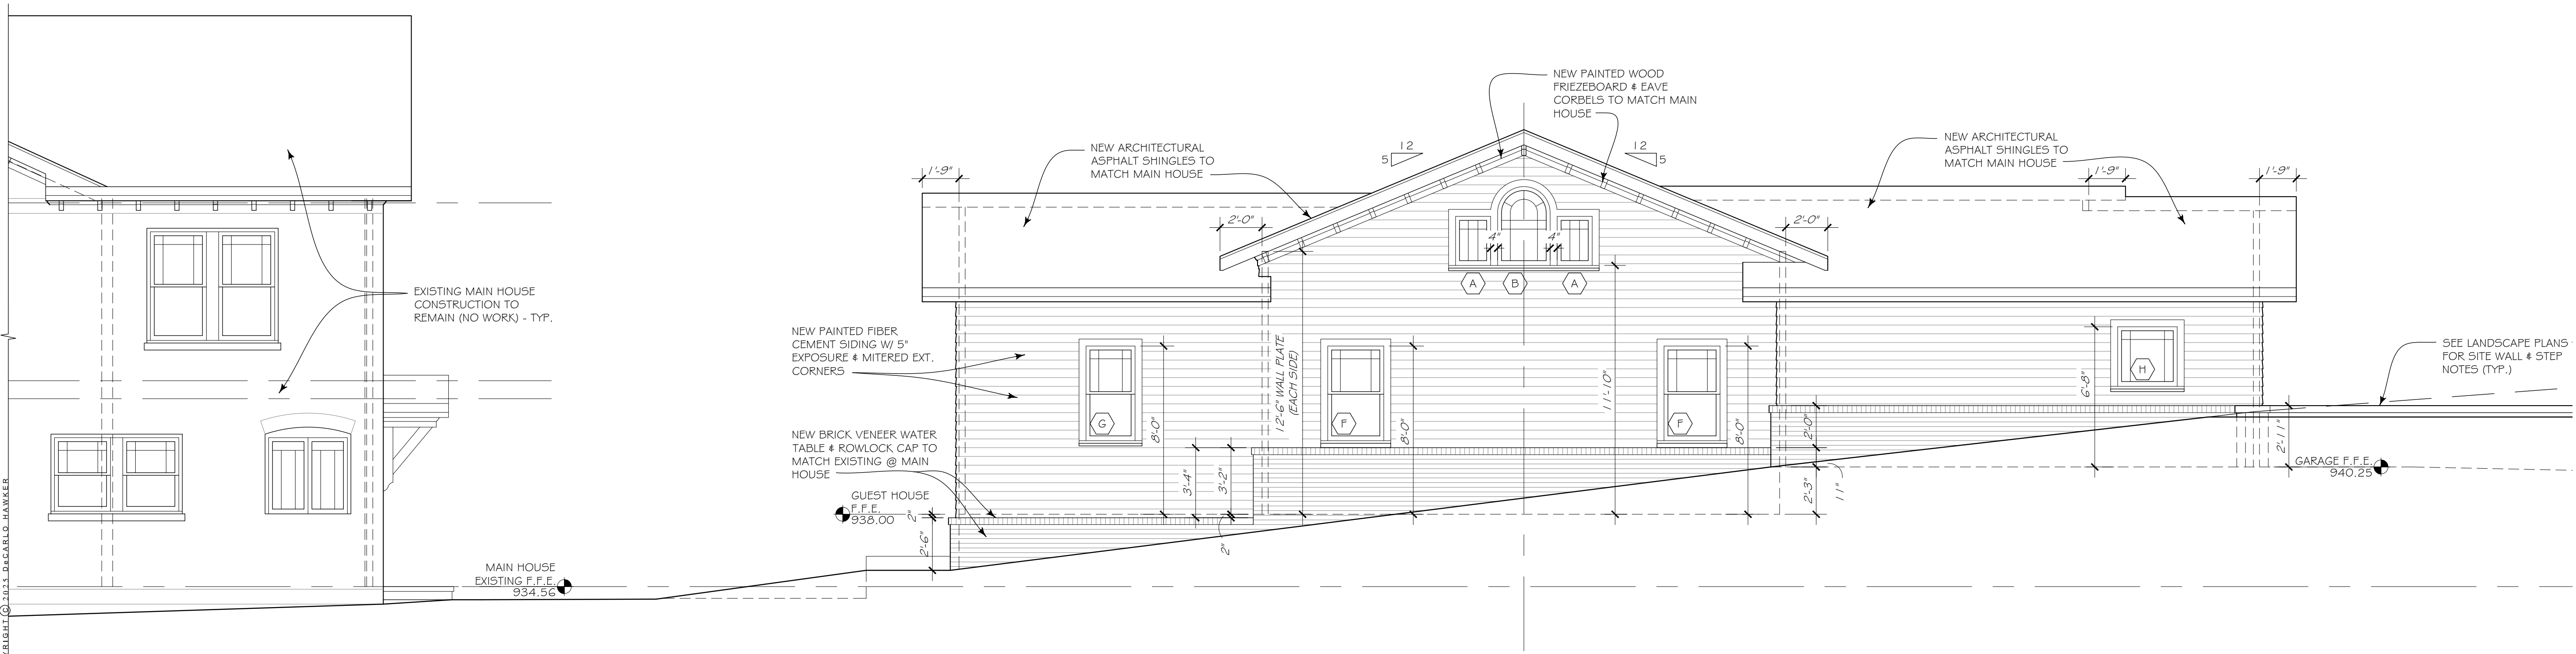 NEW PAINTED WOOD
FRIEZEBOARD & EAVE
CORBELS TO MATCH MAIN
HOUSE
NEW ARCHITECTURAL
ASPHALT SHINGLES TO
MATCH MAIN HOUSE
12
5
12
5
NEW ARCHITECTURAL
ASPHALT SHINGLES TO
MATCH MAIN HOUSE
1'-9"
1'-9"
1'-9"
2'-0"
2'-0"
4"
4"
A
B
A
EXISTING MAIN HOUSE
CONSTRUCTION TO
REMAIN (NO WORK) - TYP.
NEW PAINTED FIBER
CEMENT SIDING W/ 5"
EXPOSURE & MITERED EXT.
CORNERS
G
8'-0"
12'-6" WALL PLATE
(EACH SIDE)
F
8'-0"
11'-10"
F
8'-0"
H
6'-8"
SEE LANDSCAPE PLANS
FOR SITE WALL & STEP
NOTES (TYP.)
NEW BRICK VENEER WATER
TABLE & ROWLOCK CAP TO
MATCH EXISTING @ MAIN
HOUSE
3'-4"
3'-2"
2'-0"
2'-11"
GUEST HOUSE
F.F.E.
938.00
2"
2'-6"
2"
2'-3"
11"
GARAGE F.F.E.
940.25
MAIN HOUSE
EXISTING F.F.E.
934.56
YRIGHT © 2025 DeCARLO HAWKER